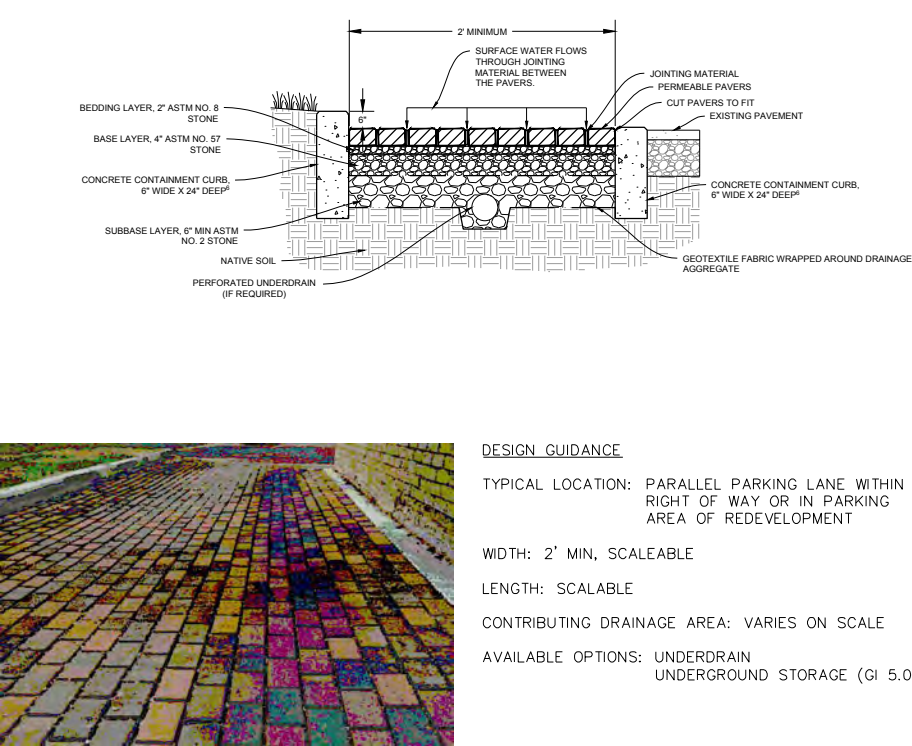 2' MINIMUM
SURFACE WATER FLOWS
THROUGH JOINTING
MATERIAL BETWEEN
THE PAVERS.
JOINTING MATERIAL
PERMEABLE PAVERS
CUT PAVERS TO FIT
EXISTING PAVEMENT
6"
BEDDING LAYER, 2" ASTM NO. 8
STONE
BASE LAYER, 4" ASTM NO. 57
STONE
CONCRETE CONTAINMENT CURB,
6" WIDE X 24" DEEP⁶
SUBBASE LAYER, 6" MIN ASTM
NO. 2 STONE
NATIVE SOIL
PERFORATED UNDERDRAIN
(IF REQUIRED)
CONCRETE CONTAINMENT CURB,
6" WIDE X 24" DEEP⁶
GEOTEXTILE FABRIC WRAPPED AROUND DRAINAGE
AGGREGATE
DESIGN GUIDANCE
TYPICAL LOCATION: PARALLEL PARKING LANE WITHIN
RIGHT OF WAY OR IN PARKING
AREA OF REDEVELOPMENT
WIDTH: 2' MIN, SCALEABLE
LENGTH: SCALABLE
CONTRIBUTING DRAINAGE AREA: VARIES ON SCALE
AVAILABLE OPTIONS: UNDERDRAIN
UNDERGROUND STORAGE (GI 5.0